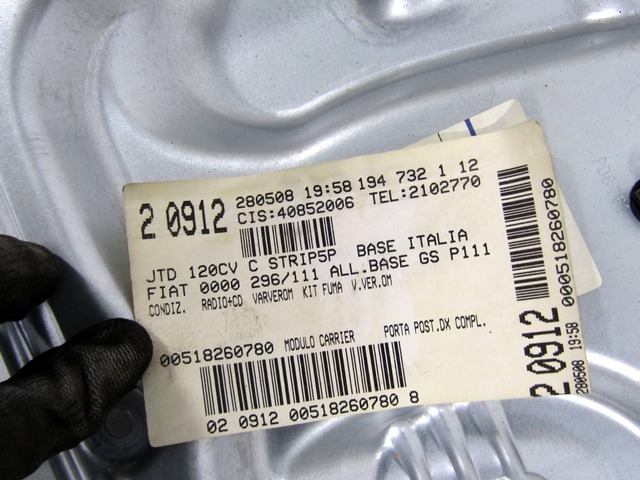 2 0912 280508 19:58 194 732 1 12
CIS:40852006 TEL:2102770
JTD 120CV C STRIP5P BASE ITALIA
FIAT 0000 296/111 ALL.BASE GS P111
CONDIZ. RADIO+CD VARVEROM KIT FUMA V.VER.OM
00518260780 MODULO CARRIER PORTA POST.DX COMPL.
02 0912 00518260780 8
000518260780
2 0912
280508 19:58